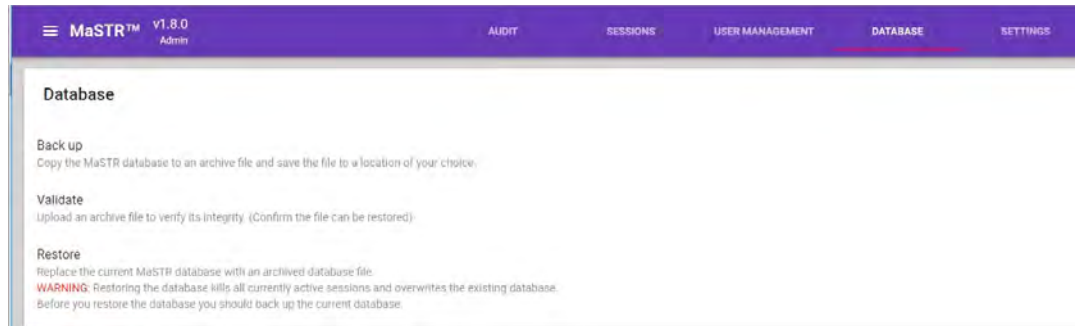 MaSTR™ v1.8.0
Admin
AUDIT SESSIONS USER MANAGEMENT DATABASE SETTINGS
Database
Back up
Copy the MaSTR database to an archive file and save the file to a location of your choice.
Validate
Upload an archive file to verify its integrity. (Confirm the file can be restored)
Restore
Replace the current MaSTR database with an archived database file.
WARNING: Restoring the database kills all currently active sessions and overwrites the existing database.
Before you restore the database you should back up the current database.